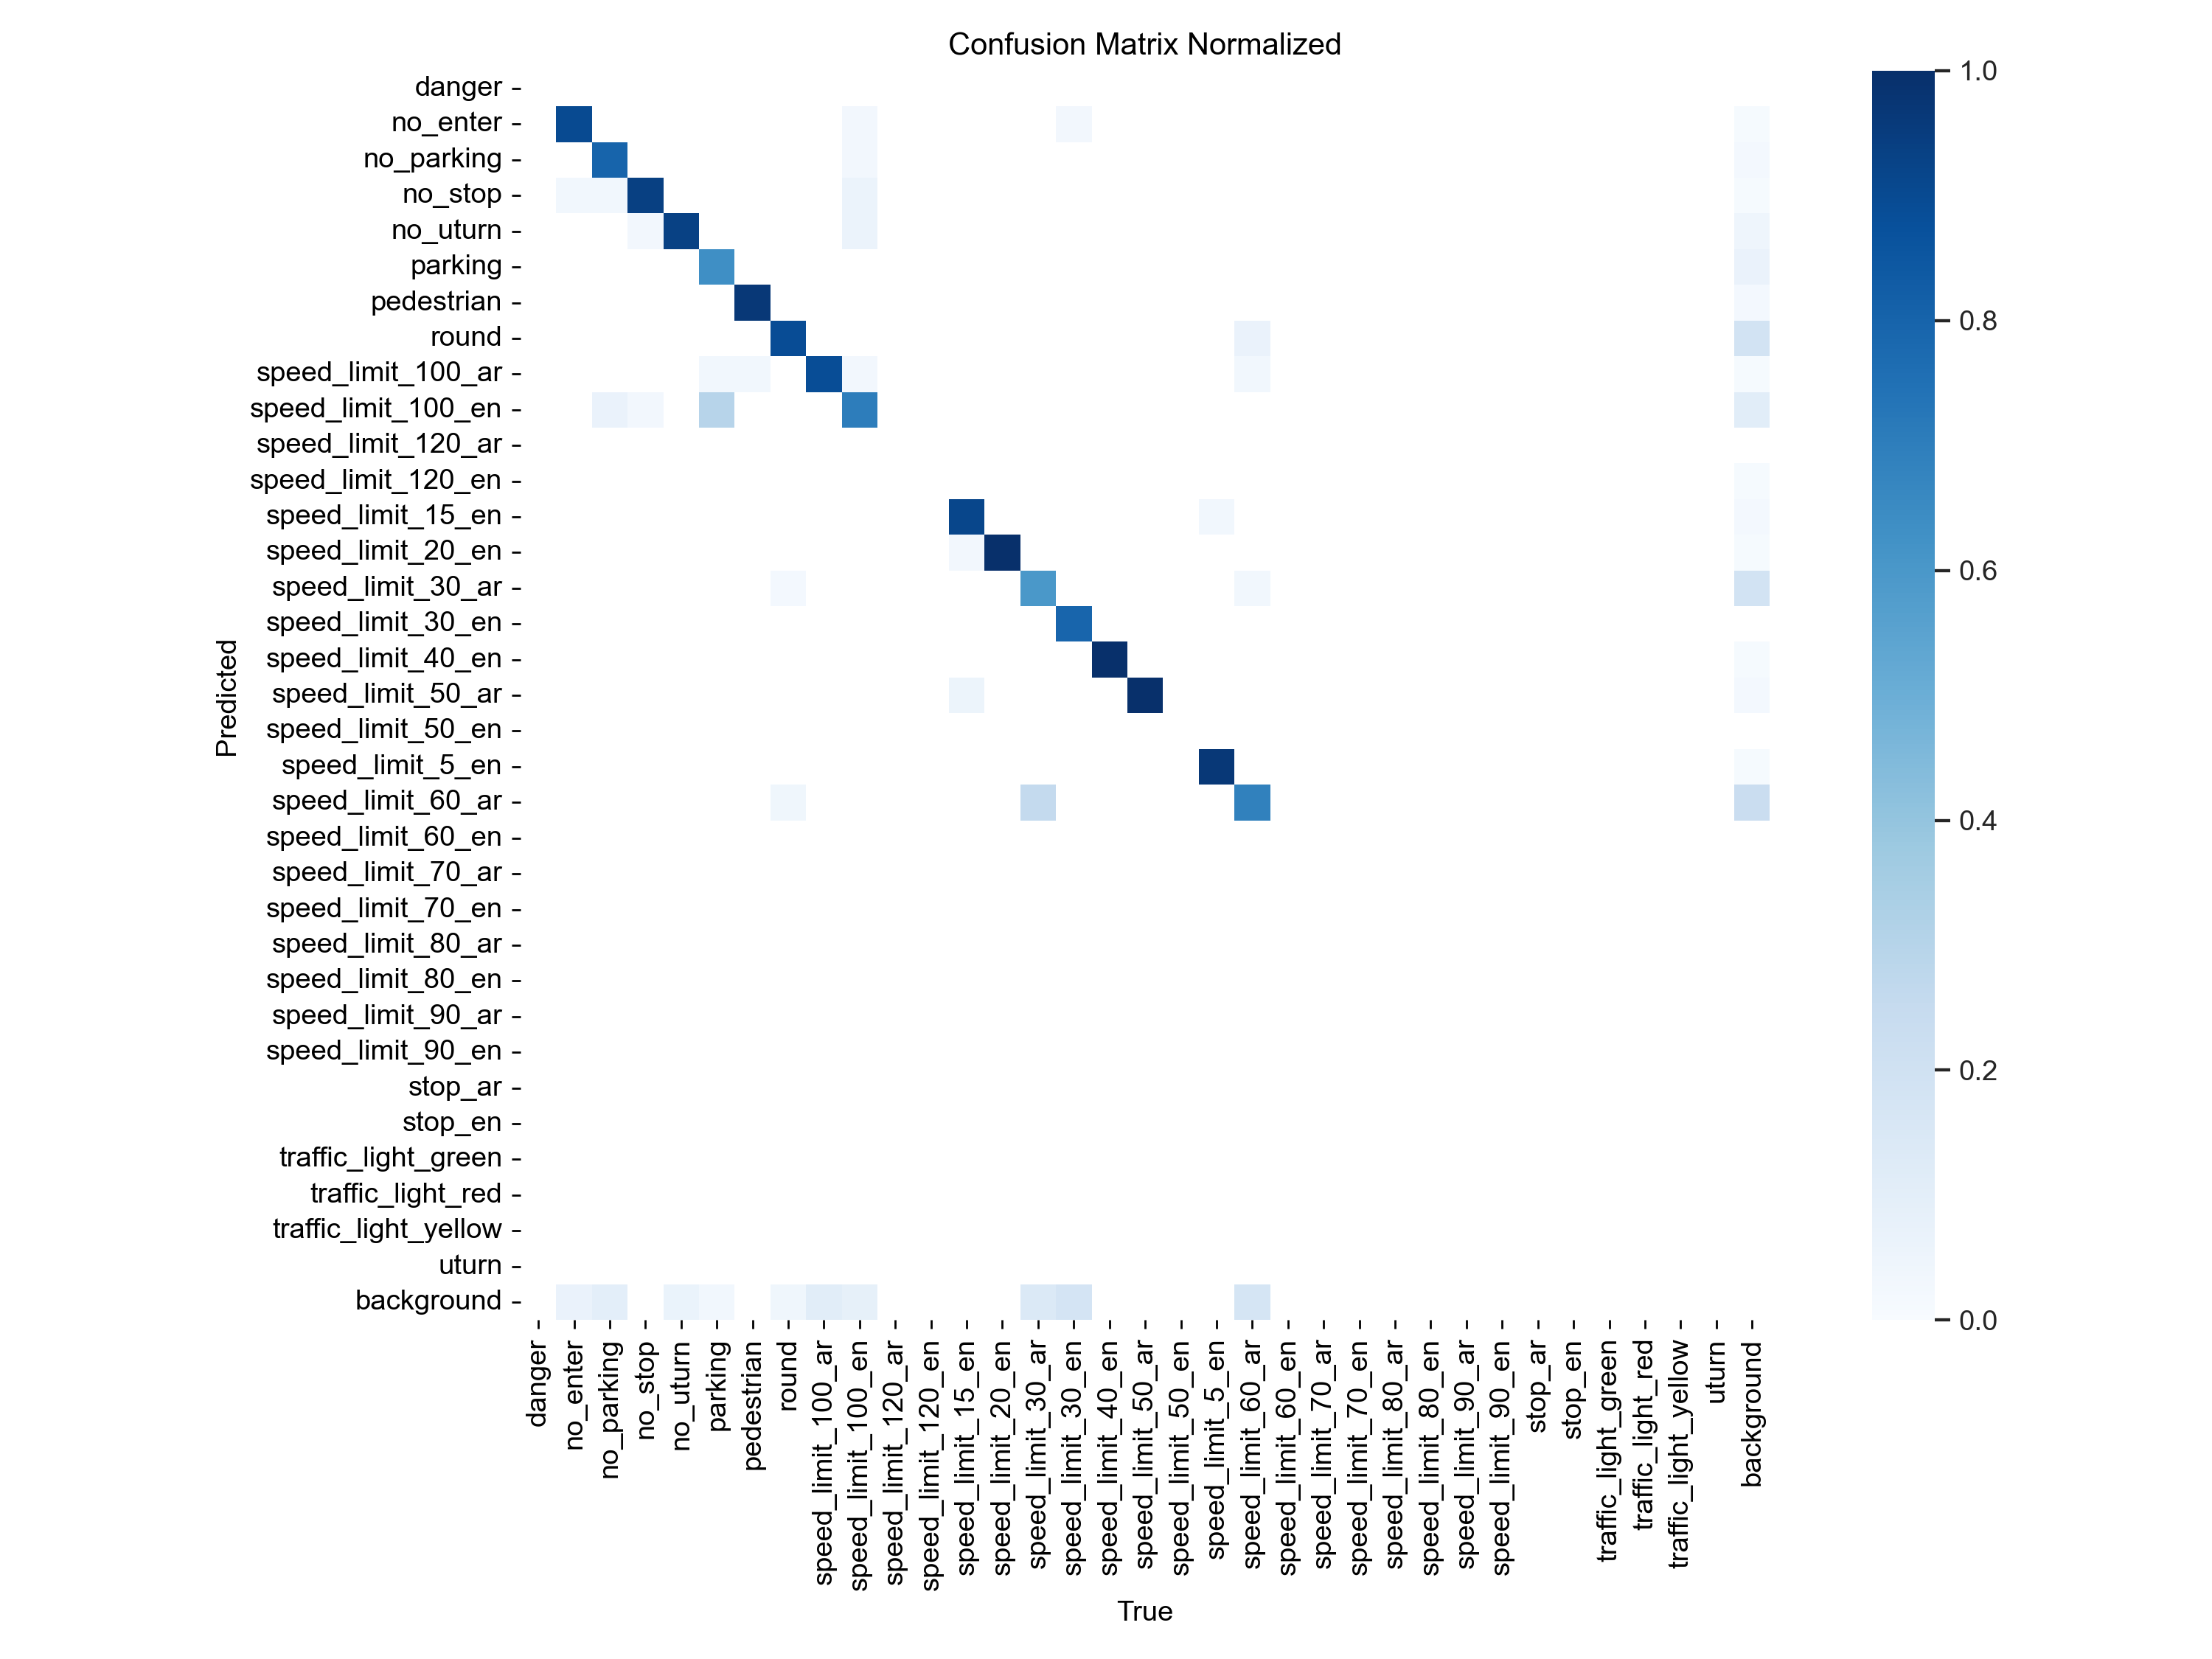 Confusion Matrix Normalized
danger
no_enter
no_parking
no_stop
no_uturn
parking
pedestrian
round
speed_limit_100_ar
speed_limit_100_en
speed_limit_120_ar
speed_limit_120_en
speed_limit_15_en
speed_limit_20_en
speed_limit_30_ar
speed_limit_30_en
speed_limit_40_en
speed_limit_50_ar
speed_limit_50_en
speed_limit_5_en
speed_limit_60_ar
speed_limit_60_en
speed_limit_70_ar
speed_limit_70_en
speed_limit_80_ar
speed_limit_80_en
speed_limit_90_ar
speed_limit_90_en
stop_ar
stop_en
traffic_light_green
traffic_light_red
traffic_light_yellow
uturn
background
Predicted
danger
no_enter
no_parking
no_stop
no_uturn
parking
pedestrian
round
speed_limit_100_ar
speed_limit_100_en
speed_limit_120_ar
speed_limit_120_en
speed_limit_15_en
speed_limit_20_en
speed_limit_30_ar
speed_limit_30_en
speed_limit_40_en
speed_limit_50_ar
speed_limit_50_en
speed_limit_5_en
speed_limit_60_ar
speed_limit_60_en
speed_limit_70_ar
speed_limit_70_en
speed_limit_80_ar
speed_limit_80_en
speed_limit_90_ar
speed_limit_90_en
stop_ar
stop_en
traffic_light_green
traffic_light_red
traffic_light_yellow
uturn
background
True
1.0
0.8
0.6
0.4
0.2
0.0